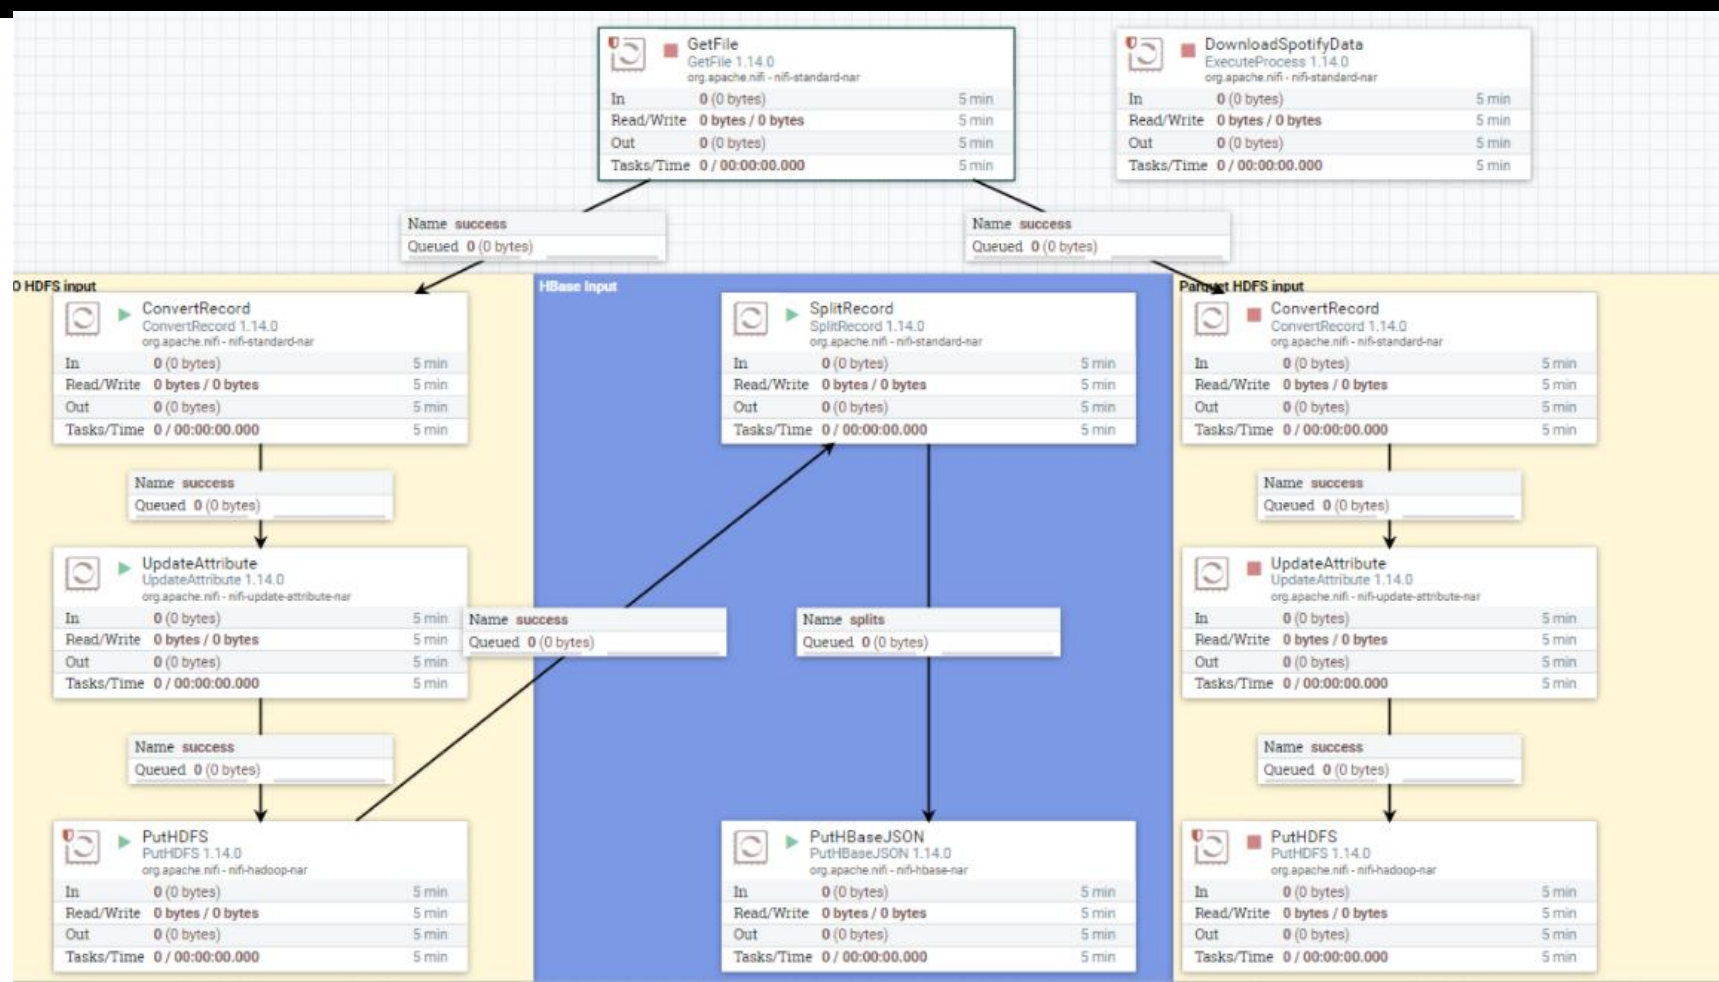 GetFile
GetFile 1.14.0
org.apache.nifi - nifi-standard-nar
In 0 (0 bytes) 5 min
Read/Write 0 bytes / 0 bytes 5 min
Out 0 (0 bytes) 5 min
Tasks/Time 0 / 00:00:00.000 5 min
DownloadSpotifyData
ExecuteProcess 1.14.0
org.apache.nifi - nifi-standard-nar
In 0 (0 bytes) 5 min
Read/Write 0 bytes / 0 bytes 5 min
Out 0 (0 bytes) 5 min
Tasks/Time 0 / 00:00:00.000 5 min
Name success
Queued 0 (0 bytes)
Name success
Queued 0 (0 bytes)
O HDFS input
HBase Input
Parquet HDFS input
ConvertRecord
ConvertRecord 1.14.0
org.apache.nifi - nifi-standard-nar
In 0 (0 bytes) 5 min
Read/Write 0 bytes / 0 bytes 5 min
Out 0 (0 bytes) 5 min
Tasks/Time 0 / 00:00:00.000 5 min
SplitRecord
SplitRecord 1.14.0
org.apache.nifi - nifi-standard-nar
In 0 (0 bytes) 5 min
Read/Write 0 bytes / 0 bytes 5 min
Out 0 (0 bytes) 5 min
Tasks/Time 0 / 00:00:00.000 5 min
ConvertRecord
ConvertRecord 1.14.0
org.apache.nifi - nifi-standard-nar
In 0 (0 bytes) 5 min
Read/Write 0 bytes / 0 bytes 5 min
Out 0 (0 bytes) 5 min
Tasks/Time 0 / 00:00:00.000 5 min
Name success
Queued 0 (0 bytes)
Name success
Queued 0 (0 bytes)
UpdateAttribute
UpdateAttribute 1.14.0
org.apache.nifi - nifi-update-attribute-nar
In 0 (0 bytes) 5 min
Read/Write 0 bytes / 0 bytes 5 min
Out 0 (0 bytes) 5 min
Tasks/Time 0 / 00:00:00.000 5 min
Name success
Queued 0 (0 bytes)
Name splits
Queued 0 (0 bytes)
UpdateAttribute
UpdateAttribute 1.14.0
org.apache.nifi - nifi-update-attribute-nar
In 0 (0 bytes) 5 min
Read/Write 0 bytes / 0 bytes 5 min
Out 0 (0 bytes) 5 min
Tasks/Time 0 / 00:00:00.000 5 min
Name success
Queued 0 (0 bytes)
Name success
Queued 0 (0 bytes)
PutHDFS
PutHDFS 1.14.0
org.apache.nifi - nifi-hadoop-nar
In 0 (0 bytes) 5 min
Read/Write 0 bytes / 0 bytes 5 min
Out 0 (0 bytes) 5 min
Tasks/Time 0 / 00:00:00.000 5 min
PutHBaseJSON
PutHBaseJSON 1.14.0
org.apache.nifi - nifi-hbase-nar
In 0 (0 bytes) 5 min
Read/Write 0 bytes / 0 bytes 5 min
Out 0 (0 bytes) 5 min
Tasks/Time 0 / 00:00:00.000 5 min
PutHDFS
PutHDFS 1.14.0
org.apache.nifi - nifi-hadoop-nar
In 0 (0 bytes) 5 min
Read/Write 0 bytes / 0 bytes 5 min
Out 0 (0 bytes) 5 min
Tasks/Time 0 / 00:00:00.000 5 min